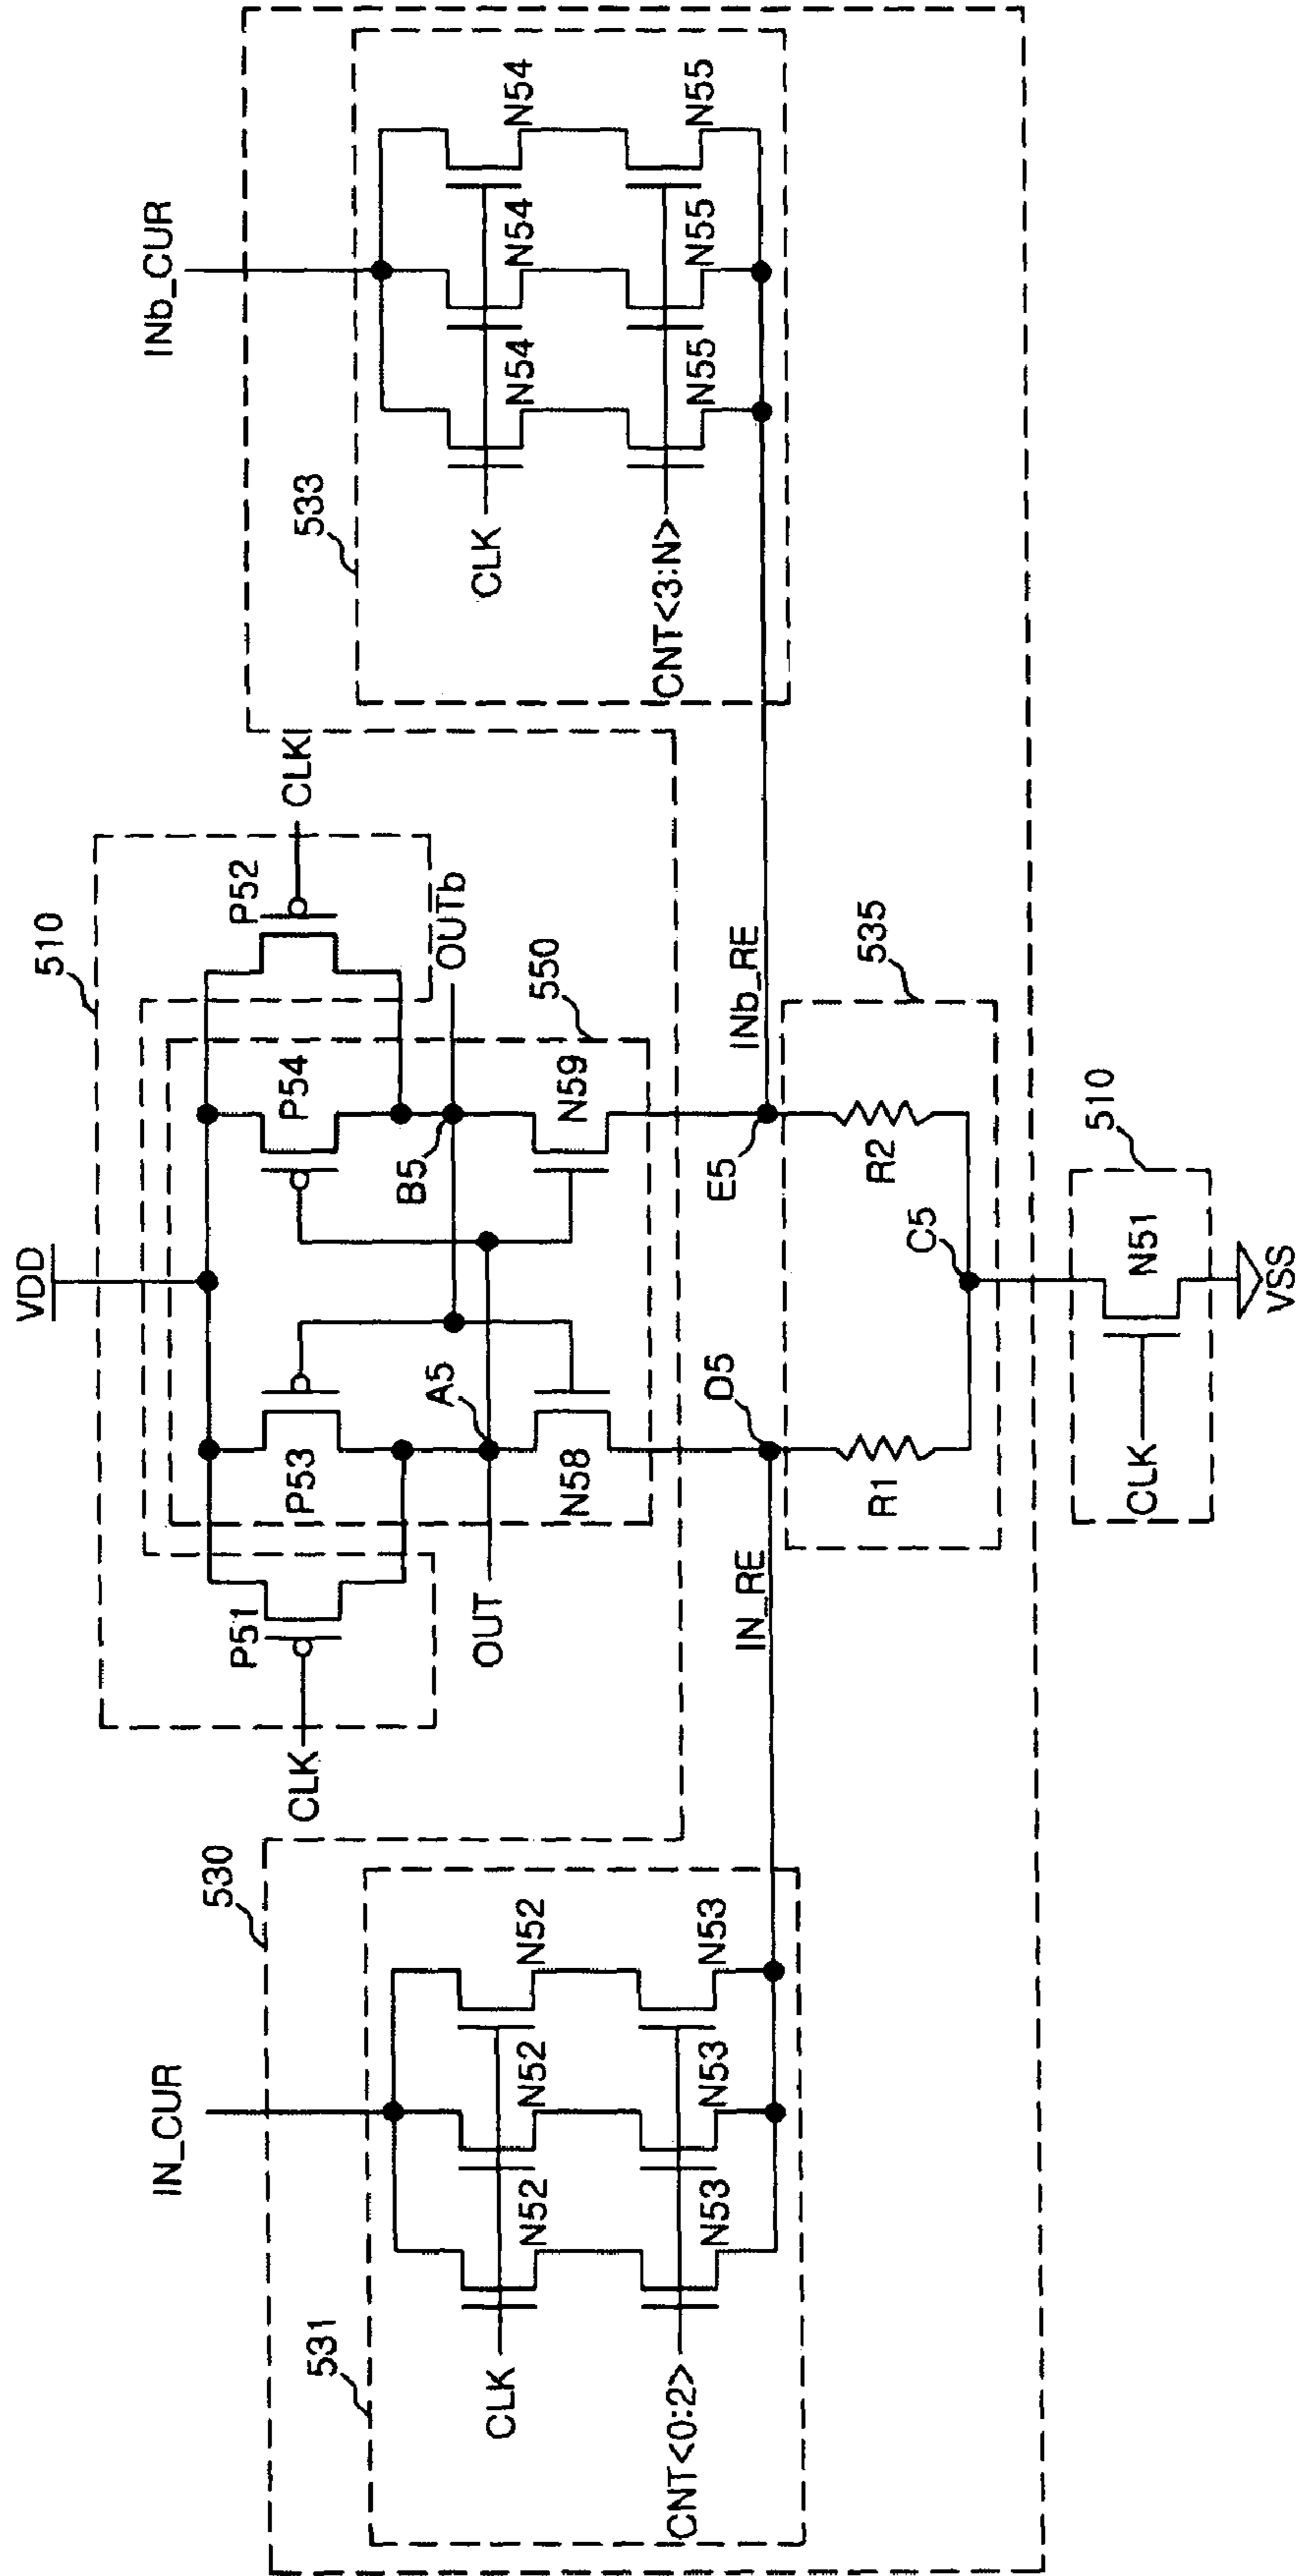 VDD
510
P51
P52
CLK
CLK
P53
P54
550
OUT
A5
B5
OUTb
N58
N59
530
531
IN_CUR
N52
N52
N52
CLK
N53
N53
N53
CNT<0:2>
INb_CUR
533
N54
N54
N54
CLK
N55
N55
N55
CNT<3:N>
IN_RE
D5
E5
INb_RE
535
R1
R2
C5
510
CLK
N51
VSS